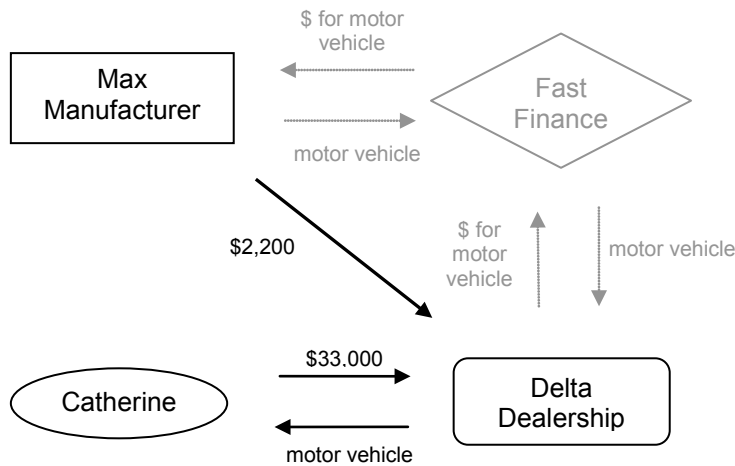 $ for motor
vehicle
Max
Manufacturer
Fast
Finance
motor vehicle
$2,200
$ for
motor
vehicle
motor vehicle
$33,000
Catherine
Delta
Dealership
motor vehicle